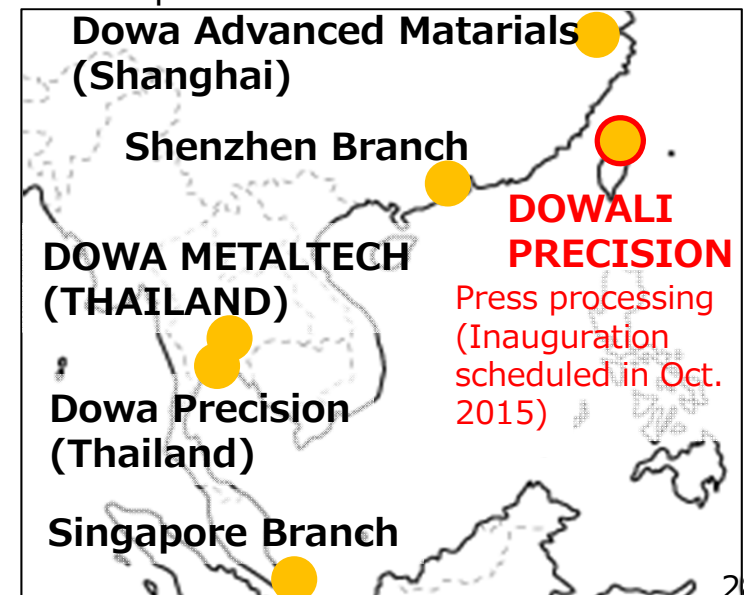 Dowa Advanced Matarials
(Shanghai)
Shenzhen Branch
DOWALI
PRECISION
Press processing
(Inauguration
scheduled in Oct.
2015)
DOWA METALTECH
(THAILAND)
Dowa Precision
(Thailand)
Singapore Branch